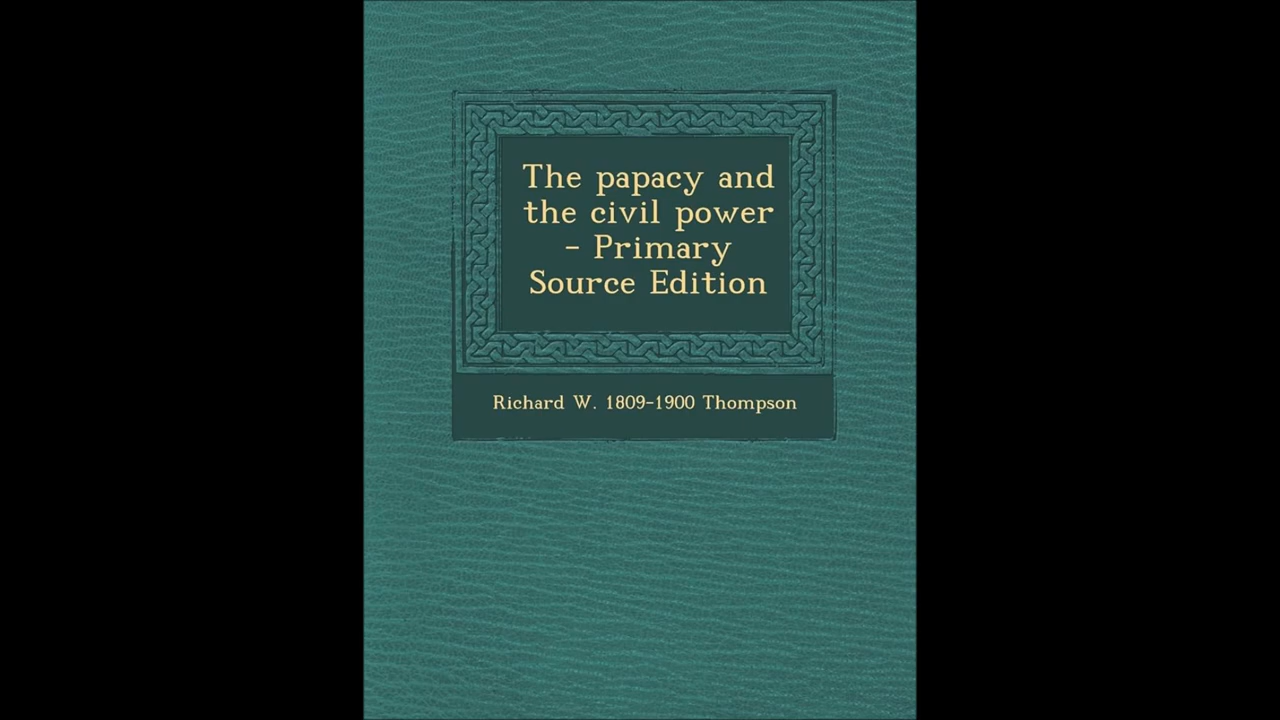 The papacy and
the civil power
- Primary
Source Edition
Richard W. 1809-1900 Thompson